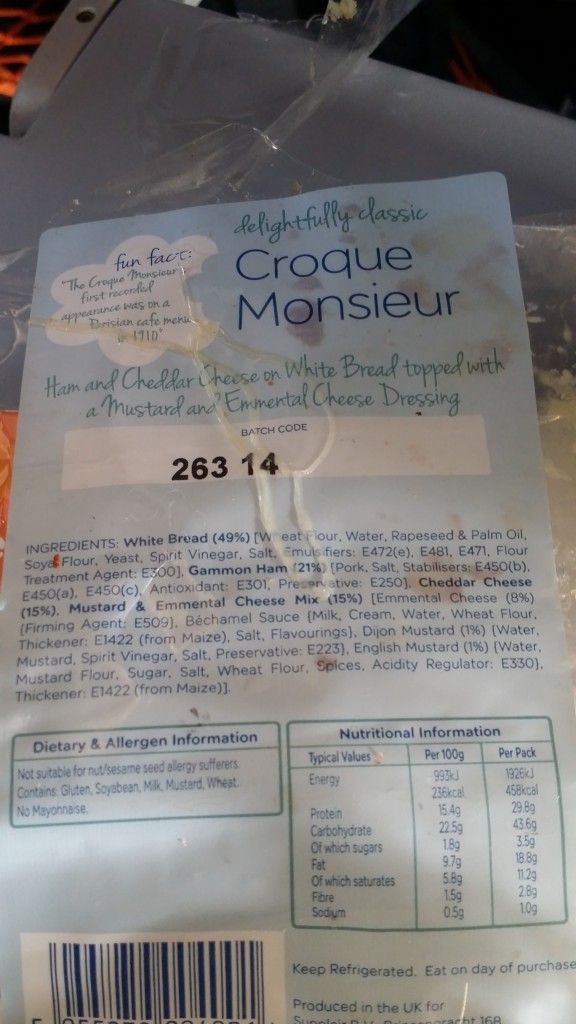 delightfully classic
Croque
Monsieur
fun fact:
"The Croque Monsieur
first recorded
appearance was on a
Parisian cafe menu
in 1910"
Ham and Cheddar Cheese on White Bread topped with
a Mustard and Emmental Cheese Dressing
BATCH CODE
263 14
INGREDIENTS: White Bread (49%) [Wheat Flour, Water, Rapeseed & Palm Oil,
Soya Flour, Yeast, Spirit Vinegar, Salt, Emulsifiers: E472(e), E481, E471, Flour
Treatment Agent: E300], Gammon Ham (21%) [Pork, Salt, Stabilisers: E450(b),
E450(a), E450(c), Antioxidant: E301, Preservative: E250], Cheddar Cheese
(15%), Mustard & Emmental Cheese Mix (15%) [Emmental Cheese (8%)
{Firming Agent: E509}, Béchamel Sauce {Milk, Cream, Water, Wheat Flour,
Thickener: E1422 (from Maize), Salt, Flavourings}, Dijon Mustard (1%) {Water,
Mustard, Spirit Vinegar, Salt, Preservative: E223}, English Mustard (1%) {Water,
Mustard Flour, Sugar, Salt, Wheat Flour, Spices, Acidity Regulator: E330},
Thickener: E1422 (from Maize)].
Dietary & Allergen Information
Not suitable for nut/sesame seed allergy sufferers.
Contains: Gluten, Soyabean, Milk, Mustard, Wheat.
No Mayonnaise.
Nutritional Information
Typical Values Per 100g Per Pack
Energy 993kJ 1926kJ
236kcal 458kcal
Protein 15.4g 29.8g
Carbohydrate 22.5g 43.6g
Of which sugars 1.8g 3.5g
Fat 9.7g 18.8g
Of which saturates 5.8g 11.2g
Fibre 1.5g 2.8g
Sodium 0.5g 1.0g
Keep Refrigerated. Eat on day of purchase
Produced in the UK for
168